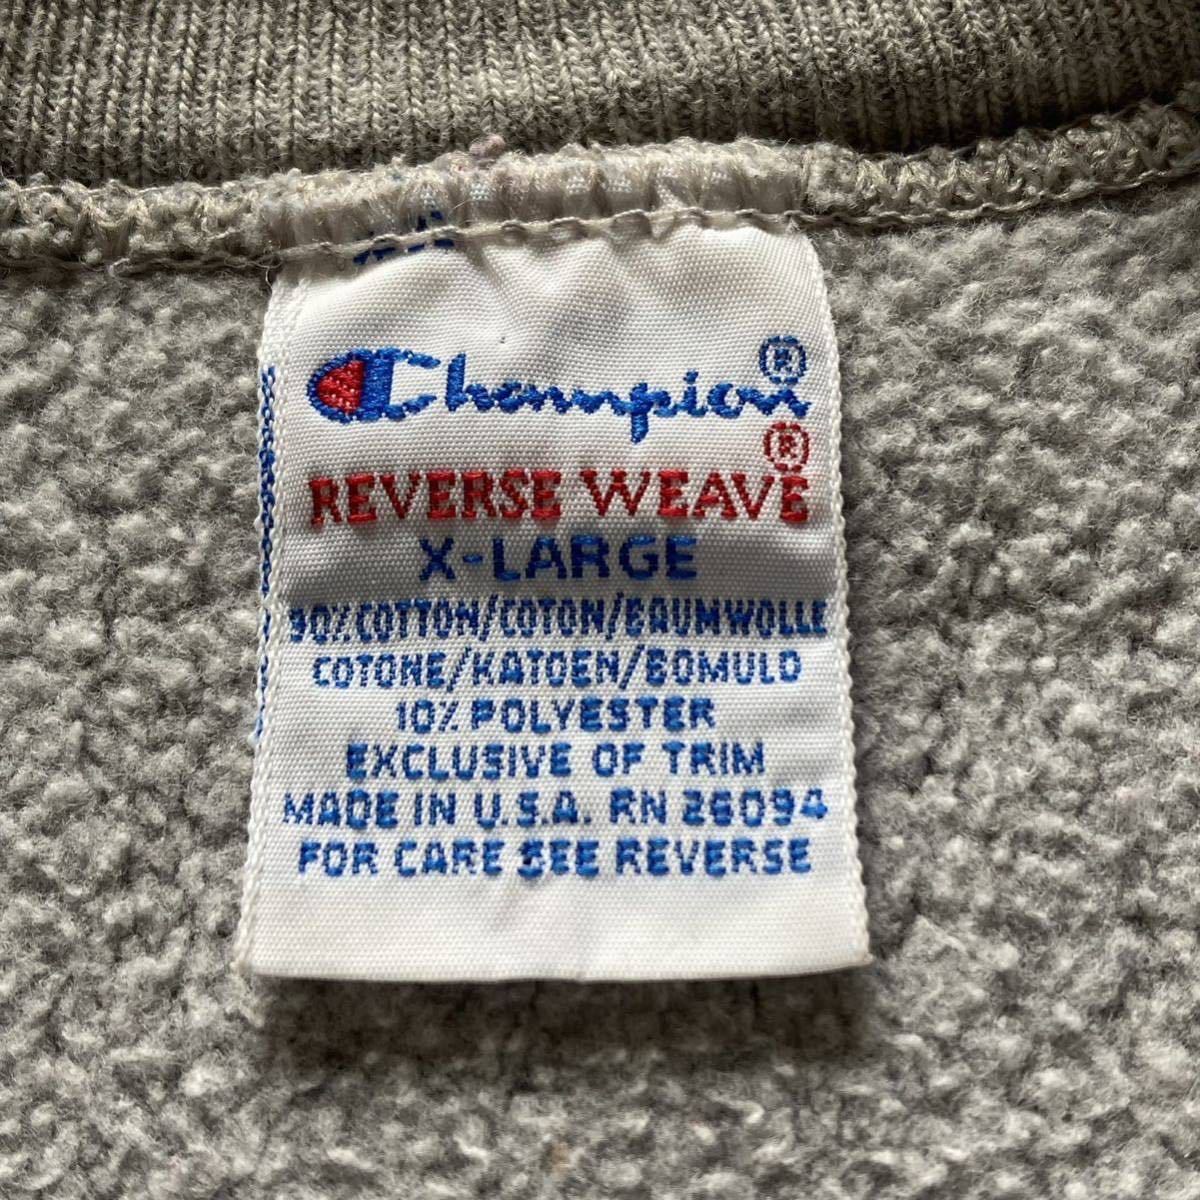 Champion®
REVERSE WEAVE®
X-LARGE
90% COTTON/COTON/BAUMWOLLE
COTONE/KATOEN/BOMULD
10% POLYESTER
EXCLUSIVE OF TRIM
MADE IN U.S.A. RN 26094
FOR CARE SEE REVERSE